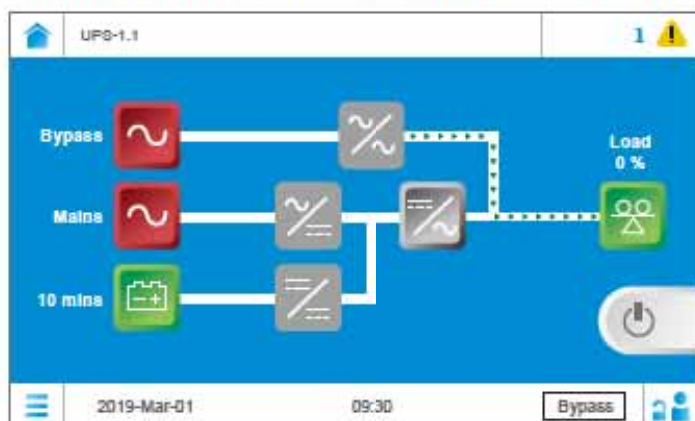 UPS-1.1
1
Bypass
Load
0 %
Mains
10 mins
2019-Mar-01
09:30
Bypass